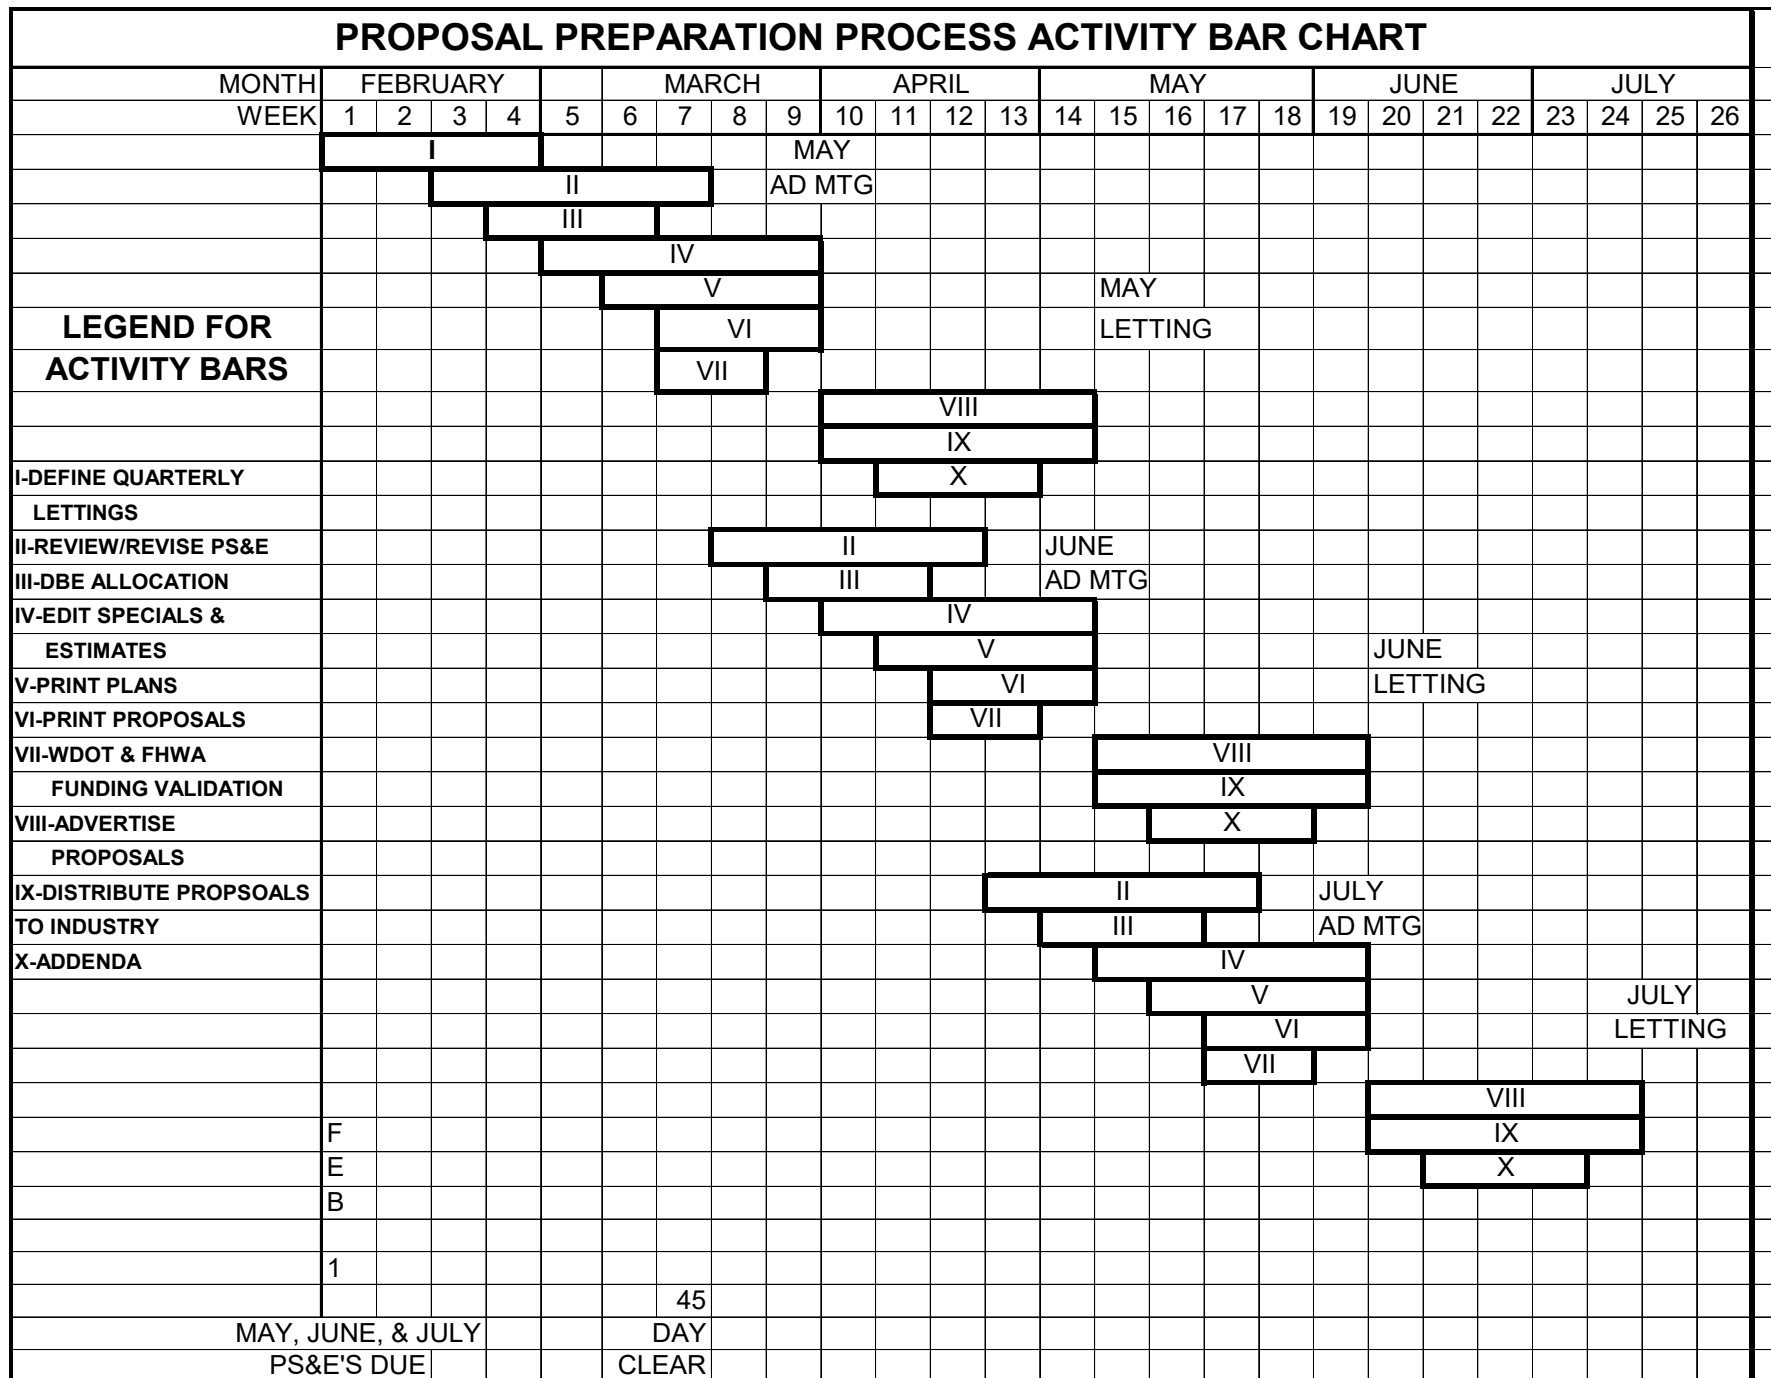 PROPOSAL PREPARATION PROCESS ACTIVITY BAR CHART
MONTH FEBRUARY MARCH APRIL MAY JUNE JULY
WEEK 1 2 3 4 5 6 7 8 9 10 11 12 13 14 15 16 17 18 19 20 21 22 23 24 25 26
I MAY
II AD MTG
III
IV
V MAY
LEGEND FOR VI LETTING
ACTIVITY BARS VII
VIII
IX
I-DEFINE QUARTERLY X
LETTINGS
II-REVIEW/REVISE PS&E II JUNE
III-DBE ALLOCATION III AD MTG
IV-EDIT SPECIALS & IV
ESTIMATES V JUNE
V-PRINT PLANS VI LETTING
VI-PRINT PROPOSALS VII
VII-WDOT & FHWA VIII
FUNDING VALIDATION IX
VIII-ADVERTISE X
PROPOSALS
IX-DISTRIBUTE PROPSOALS II JULY
TO INDUSTRY III AD MTG
X-ADDENDA IV
V JULY
VI LETTING
VII
VIII
F IX
E X
B
1
45
MAY, JUNE, & JULY DAY
PS&E'S DUE CLEAR